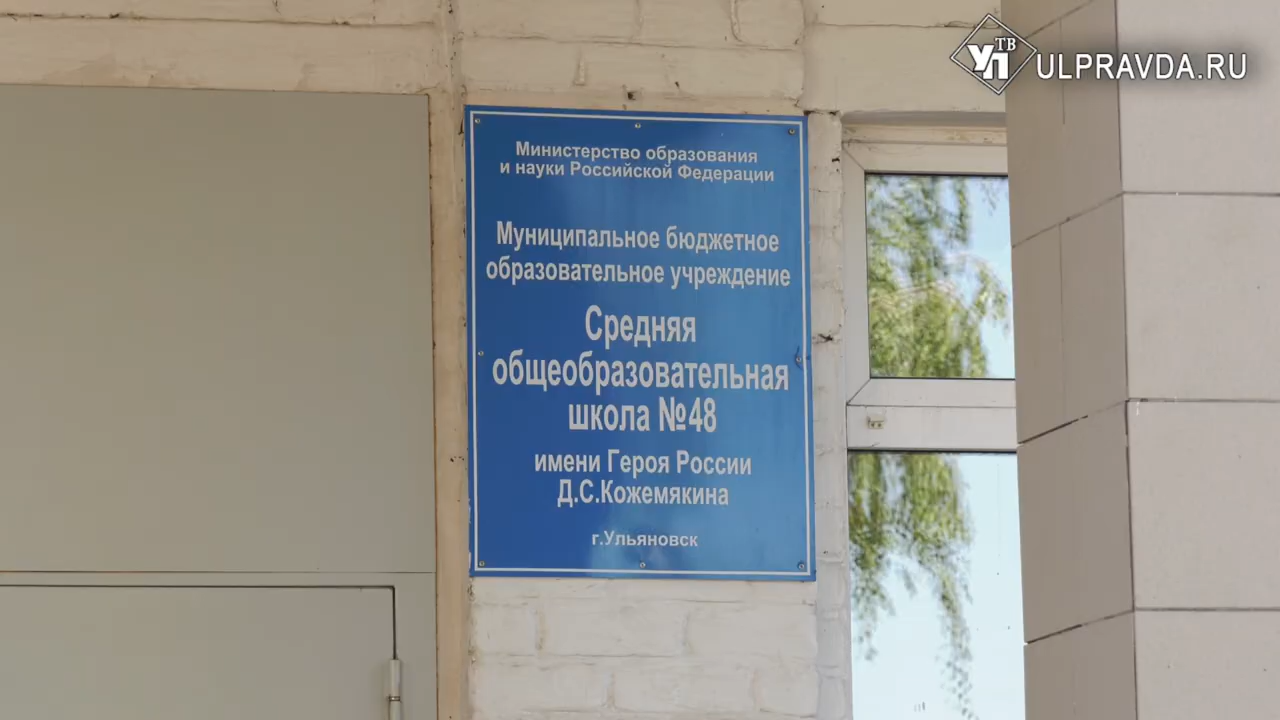 ТВ
УП
ULPRAVDA.RU
Министерство образования
и науки Российской Федерации
Муниципальное бюджетное
образовательное учреждение
Средняя
общеобразовательная
школа №48
имени Героя России
Д.С.Кожемякина
г.Ульяновск